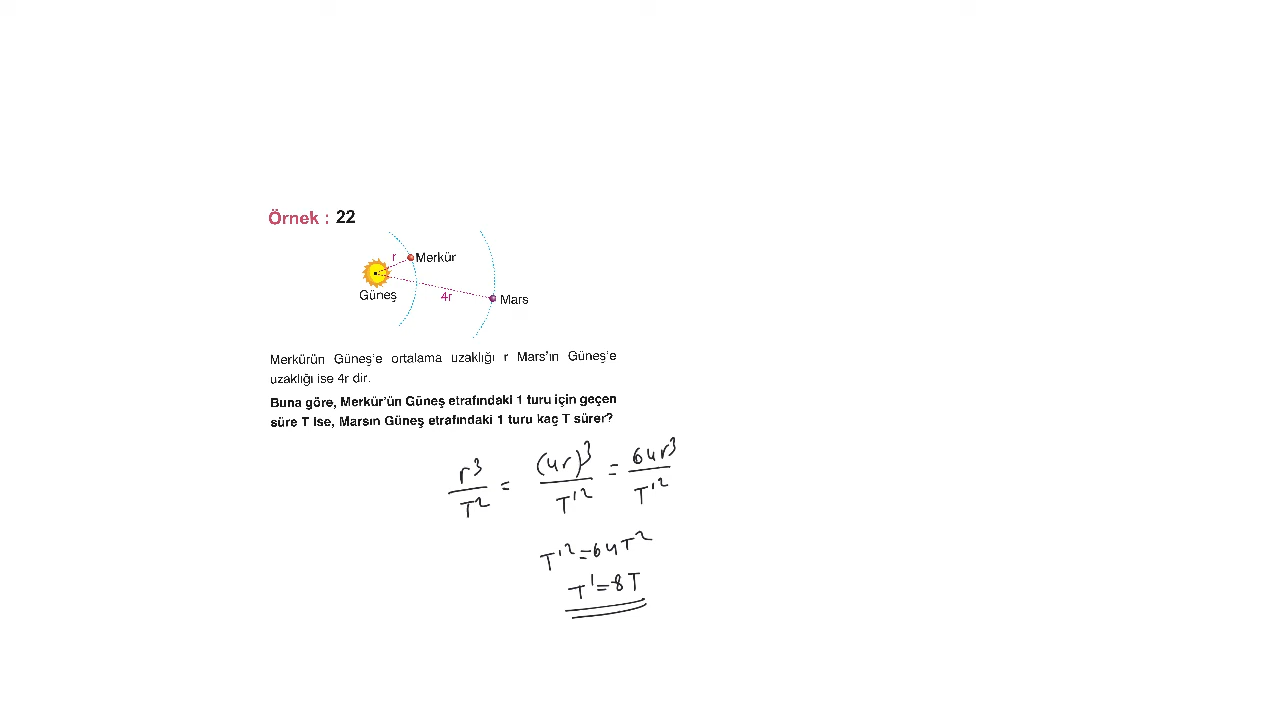 Örnek : 22
r
Merkür
Güneş
4r
Mars
Merkürün Güneş'e ortalama uzaklığı r Mars'ın Güneş'e
uzaklığı ise 4r dir.
Buna göre, Merkür'ün Güneş etrafındaki 1 turu için geçen
süre T ise, Marsın Güneş etrafındaki 1 turu kaç T sürer?
r³/T² = (4r)³/T'² = 64r³/T'²
T'² = 64T²
T' = 8T